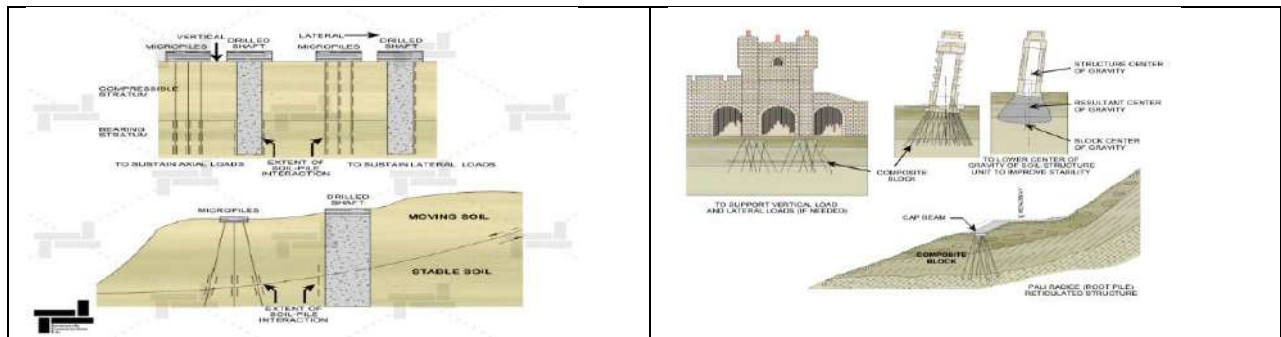 VERTICAL
LATERAL
MICROPILES
DRILLED
SHAFT
MICROPILES
DRILLED
SHAFT
COMPRESSIBLE
STRATUM
BEARING
STRATUM
TO SUSTAIN AXIAL LOADS
EXTENT OF
SOIL-PILE
INTERACTION
TO SUSTAIN LATERAL LOADS
MICROPILES
DRILLED
SHAFT
MOVING SOIL
STABLE SOIL
EXTENT OF
SOIL-PILE
INTERACTION
STRUCTURE CENTER
OF GRAVITY
RESULTANT CENTER
OF GRAVITY
BLOCK CENTER
OF GRAVITY
COMPOSITE
BLOCK
TO LOWER CENTER OF
GRAVITY OF SOIL STRUCTURE
UNIT TO IMPROVE STABILITY
TO SUPPORT VERTICAL LOAD
AND LATERAL LOADS (IF NEEDED)
CAP BEAM
COMPOSITE
BLOCK
PALI RADICE (ROOT PILE)
RETICULATED STRUCTURE